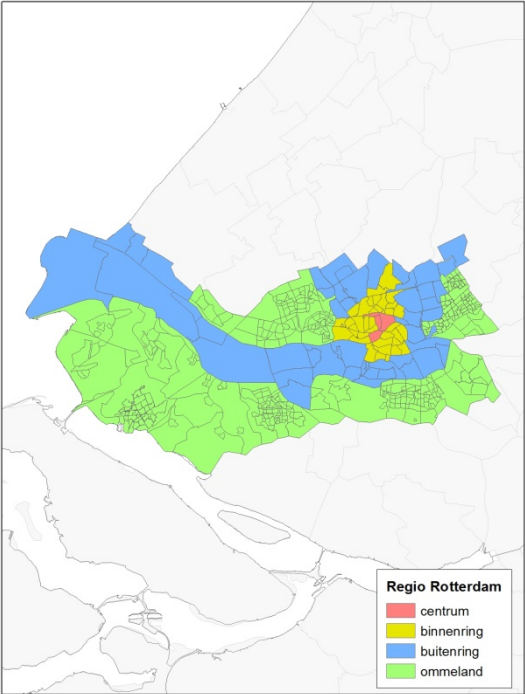 Regio Rotterdam
centrum
binnenring
buitenring
ommeland